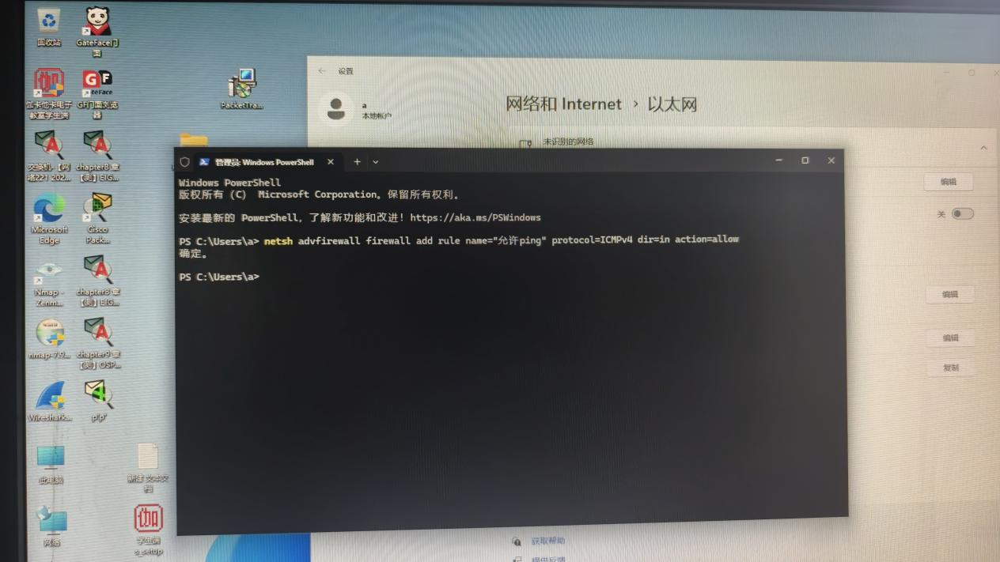 回收站
GateFace门
面
伽卡他卡电子
教室学生端
GF门面浏览
器
PacketTra...
设置
a
本地帐户
网络和 Internet › 以太网
未识别的网络
编辑
关
编辑
编辑
复制
获取帮助
提供反馈
管理员: Windows PowerShell
Windows PowerShell
版权所有 (C) Microsoft Corporation。保留所有权利。
安装最新的 PowerShell，了解新功能和改进！https://aka.ms/PSWindows
PS C:\Users\a> netsh advfirewall firewall add rule name="允许ping" protocol=ICMPv4 dir=in action=allow
确定。
PS C:\Users\a>
交换机-【网
络221 202...
chapter8 章
【测】EIG...
Microsoft
Edge
Cisco
Pack...
Nmap -
Zenm...
chapter8 章
【测】EIG...
nmap-7.9...
chapter9 章
【测】OSP...
Wireshark...
此电脑
新建 文本文
档
网络
学生端
s_setup